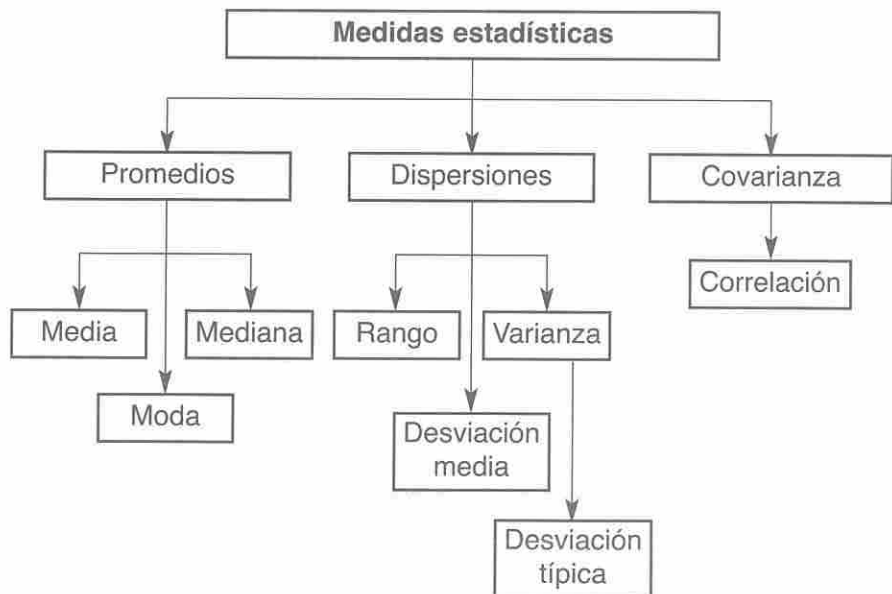 Medidas estadísticas
Promedios
Dispersiones
Covarianza
Correlación
Media
Mediana
Rango
Varianza
Moda
Desviación
media
Desviación
típica